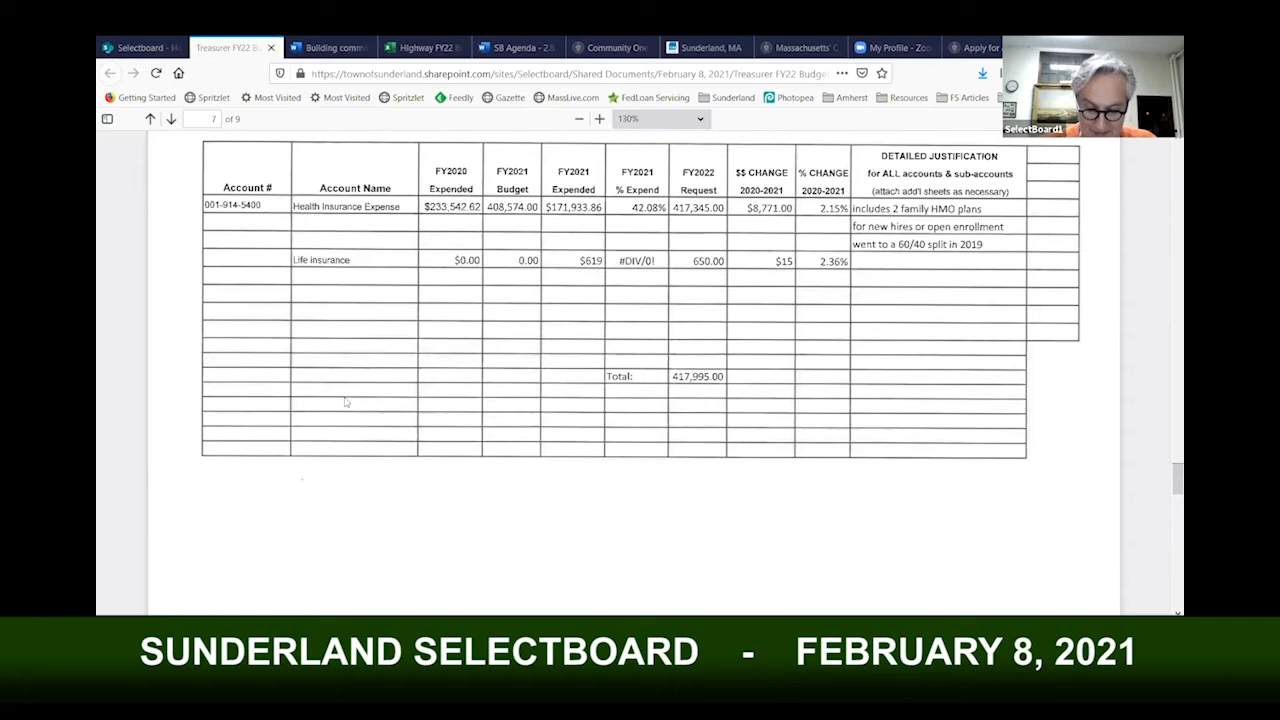 Selectboard - H
Treasurer FY22 B
Building comm
Highway FY22 B
SB Agenda - 2.8
Community One
Sunderland, MA
Massachusetts' C
My Profile - Zoo
Apply for
https://townofsunderland.sharepoint.com/sites/Selectboard/Shared Documents/February 8, 2021/Treasurer FY22 Budge
Getting Started
Spritzlet
Most Visited
Most Visited
Spritzlet
Feedly
Gazette
MassLive.com
FedLoan Servicing
Sunderland
Photopea
Amherst
Resources
FS Articles
7 of 9
130%
SelectBoard1
Account # Account Name FY2020 Expended FY2021 Budget FY2021 Expended FY2021 % Expend FY2022 Request $$ CHANGE 2020-2021 % CHANGE 2020-2021 DETAILED JUSTIFICATION for ALL accounts & sub-accounts (attach add'l sheets as necessary)
001-914-5400 Health Insurance Expense $233,542.62 408,574.00 $171,933.86 42.08% 417,345.00 $8,771.00 2.15% includes 2 family HMO plans
for new hires or open enrollment
went to a 60/40 split in 2019
Life insurance $0.00 0.00 $619 #DIV/0! 650.00 $15 2.36%
Total: 417,995.00
SUNDERLAND SELECTBOARD - FEBRUARY 8, 2021